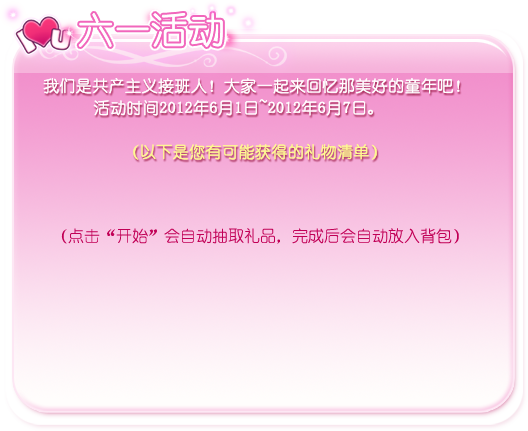 I U 六一活动
我们是共产主义接班人！大家一起来回忆那美好的童年吧！
活动时间2012年6月1日~2012年6月7日。
（以下是您有可能获得的礼物清单）
（点击“开始”会自动抽取礼品，完成后会自动放入背包）